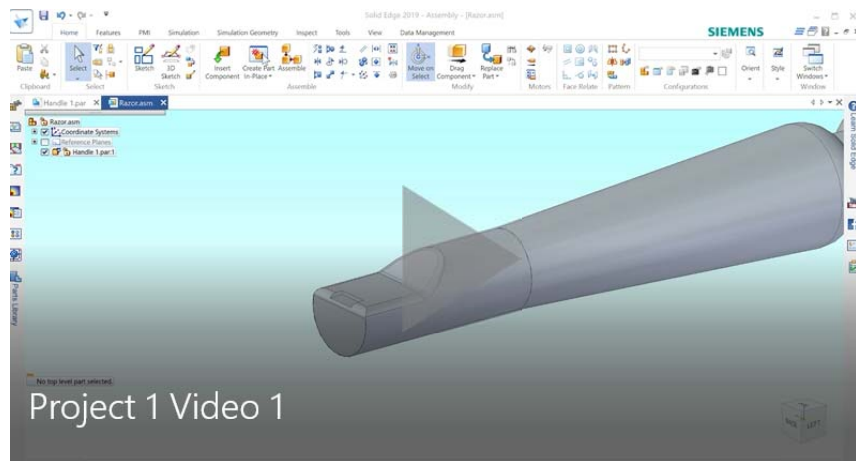 Solid Edge 2019 - Assembly - [Razor.asm]
Home Features PMI Simulation Simulation Geometry Inspect Tools View Data Management
SIEMENS
Paste Select Sketch 3D Sketch Insert Component Create Part In-Place Assemble Move on Select Drag Component Replace Part Orient Style Switch Windows
Clipboard Select Sketch Assemble Modify Motors Face Relate Pattern Configurations Window
Handle 1.par Razor.asm
Razor.asm
Coordinate Systems
Reference Planes
Handle 1.par:1
Learn Solid Edge
Parts Library
No top level part selected.
Project 1 Video 1
BACK LEFT